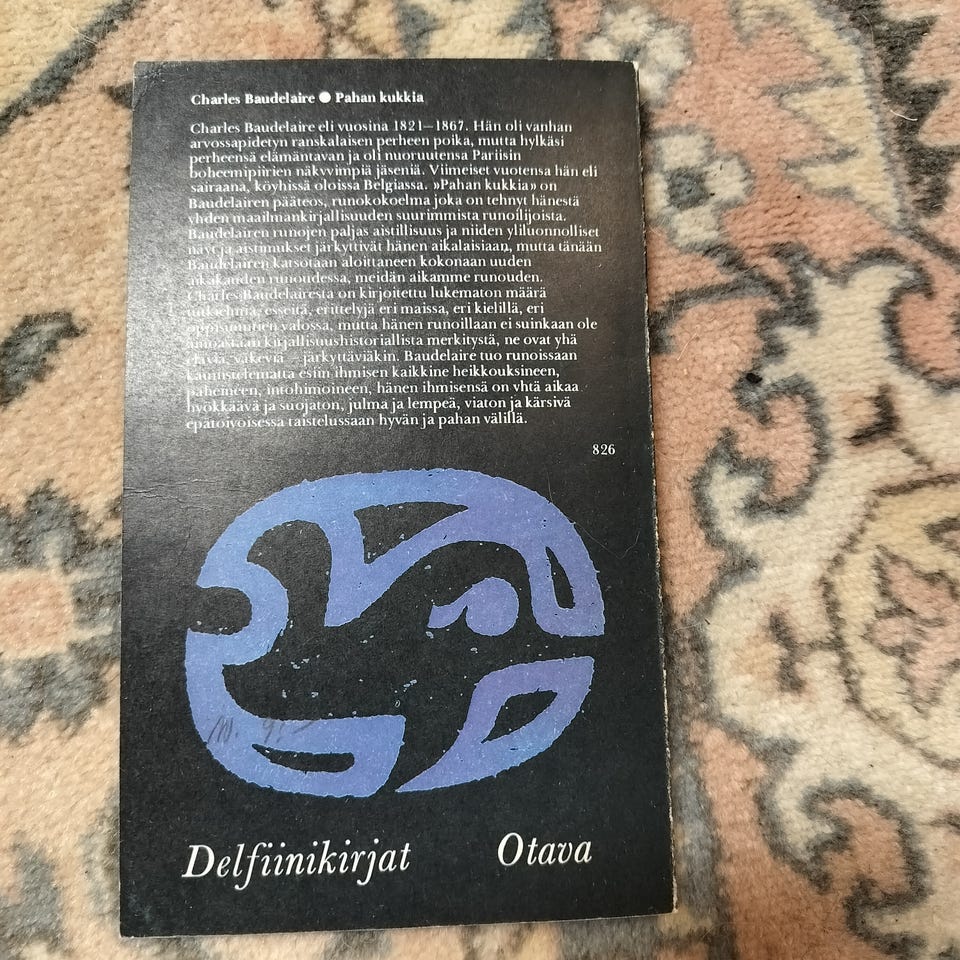 Charles Baudelaire ● Pahan kukkia
Charles Baudelaire eli vuosina 1821–1867. Hän oli vanhan
arvossapidetyn ranskalaisen perheen poika, mutta hylkäsi
perheensä elämäntavan ja oli nuoruutensa Pariisin
boheemipiirien näkyvimpiä jäseniä. Viimeiset vuotensa hän eli
sairaana, köyhissä oloissa Belgiassa. »Pahan kukkia» on
Baudelairen pääteos, runokokoelma joka on tehnyt hänestä
yhden maailmankirjallisuuden suurimmista runoilijoista.
Baudelairen runojen paljas aistillisuus ja niiden yliluonnolliset
näyt ja aistimukset järkyttivät hänen aikalaisiaan, mutta tänään
Baudelairen katsotaan aloittaneen kokonaan uuden
aikakauden runoudessa, meidän aikamme runouden.
Charles Baudelairesta on kirjoitettu lukematon määrä
tutkielmia, esseitä, erittelyjä eri maissa, eri kielillä, eri
oppisuuntien valossa, mutta hänen runoillaan ei suinkaan ole
ainoastaan kirjallisuushistoriallista merkitystä, ne ovat yhä
eläviä, väkeviä – järkyttäviäkin. Baudelaire tuo runoissaan
kaunistelematta esiin ihmisen kaikkine heikkouksineen,
paheineen, intohimoineen, hänen ihmisensä on yhtä aikaa
hyökkäävä ja suojaton, julma ja lempeä, viaton ja kärsivä
epätoivoisessa taistelussaan hyvän ja pahan välillä.
826
Delfiinikirjat
Otava